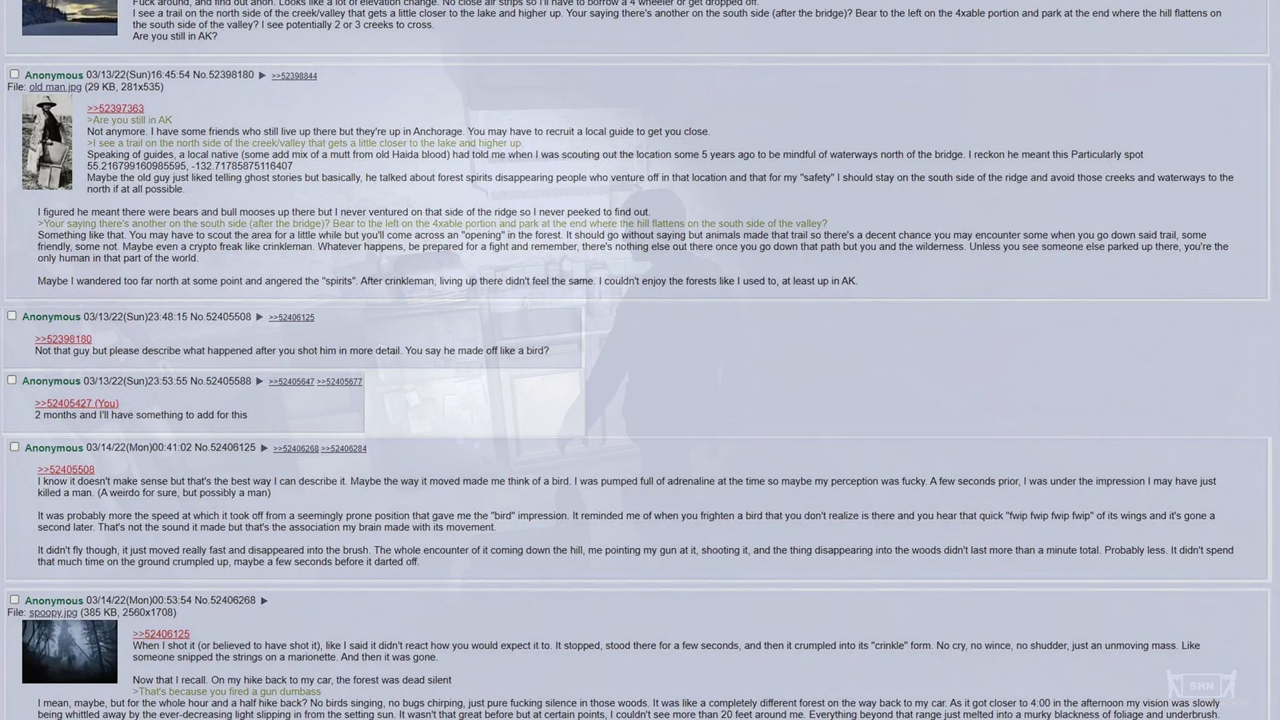 Fuck around, and find out anon. Looks like a lot of elevation change. No close air strips so I'll have to borrow a 4 wheeler or get dropped off.
I see a trail on the north side of the creek/valley that gets a little closer to the lake and higher up. Your saying there's another on the south side (after the bridge)? Bear to the left on the 4xable portion and park at the end where the hill flattens on
the south side of the valley? I see potentially 2 or 3 creeks to cross.
Are you still in AK?
Anonymous 03/13/22(Sun)16:45:54 No.52398180 ▶ >>52398844
File: old man.jpg (29 KB, 281x535)
>>52397363
>Are you still in AK
Not anymore. I have some friends who still live up there but they're up in Anchorage. You may have to recruit a local guide to get you close.
>I see a trail on the north side of the creek/valley that gets a little closer to the lake and higher up.
Speaking of guides, a local native (some add mix of a mutt from old Haida blood) had told me when I was scouting out the location some 5 years ago to be mindful of waterways north of the bridge. I reckon he meant this Particularly spot
55.216799160985595, -132.71785875116407
Maybe the old guy just liked telling ghost stories but basically, he talked about forest spirits disappearing people who venture off in that location and that for my "safety" I should stay on the south side of the ridge and avoid those creeks and waterways to the
north if at all possible.
I figured he meant there were bears and bull mooses up there but I never ventured on that side of the ridge so I never peeked to find out.
>Your saying there's another on the south side (after the bridge)? Bear to the left on the 4xable portion and park at the end where the hill flattens on the south side of the valley?
Something like that. You may have to scout the area for a little while but you'll come across an "opening" in the forest. It should go without saying but animals made that trail so there's a decent chance you may encounter some when you go down said trail, some
friendly, some not. Maybe even a crypto freak like crinkleman. Whatever happens, be prepared for a fight and remember, there's nothing else out there once you go down that path but you and the wilderness. Unless you see someone else parked up there, you're the
only human in that part of the world.
Maybe I wandered too far north at some point and angered the "spirits". After crinkleman, living up there didn't feel the same. I couldn't enjoy the forests like I used to, at least up in AK.
Anonymous 03/13/22(Sun)23:48:15 No.52405508 ▶ >>52406125
>>52398180
Not that guy but please describe what happened after you shot him in more detail. You say he made off like a bird?
Anonymous 03/13/22(Sun)23:53:55 No.52405588 ▶ >>52405647 >>52405677
>>52405427 (You)
2 months and I'll have something to add for this
Anonymous 03/14/22(Mon)00:41:02 No.52406125 ▶ >>52406268 >>52406284
>>52405508
I know it doesn't make sense but that's the best way I can describe it. Maybe the way it moved made me think of a bird. I was pumped full of adrenaline at the time so maybe my perception was fucky. A few seconds prior, I was under the impression I may have just
killed a man. (A weirdo for sure, but possibly a man)
It was probably more the speed at which it took off from a seemingly prone position that gave me the "bird" impression. It reminded me of when you frighten a bird that you don't realize is there and you hear that quick "fwip fwip fwip fwip" of its wings and it's gone a
second later. That's not the sound it made but that's the association my brain made with its movement.
It didn't fly though, it just moved really fast and disappeared into the brush. The whole encounter of it coming down the hill, me pointing my gun at it, shooting it, and the thing disappearing into the woods didn't last more than a minute total. Probably less. It didn't spend
that much time on the ground crumpled up, maybe a few seconds before it darted off.
Anonymous 03/14/22(Mon)00:53:54 No.52406268 ▶
File: spoopy.jpg (385 KB, 2560x1708)
>>52406125
When I shot it (or believed to have shot it), like I said it didn't react how you would expect it to. It stopped, stood there for a few seconds, and then it crumpled into its "crinkle" form. No cry, no wince, no shudder, just an unmoving mass. Like
someone snipped the strings on a marionette. And then it was gone.
Now that I recall. On my hike back to my car, the forest was dead silent
>That's because you fired a gun dumbass
I mean, maybe, but for the whole hour and a half hike back? No birds singing, no bugs chirping, just pure fucking silence in those woods. It was like a completely different forest on the way back to my car. As it got closer to 4:00 in the afternoon my vision was slowly
being whittled away by the ever-decreasing light slipping in from the setting sun. It wasn't that great before but at certain points, I couldn't see more than 20 feet around me. Everything beyond that range just melted into a murky blackness of foliage and underbrush.
SHN